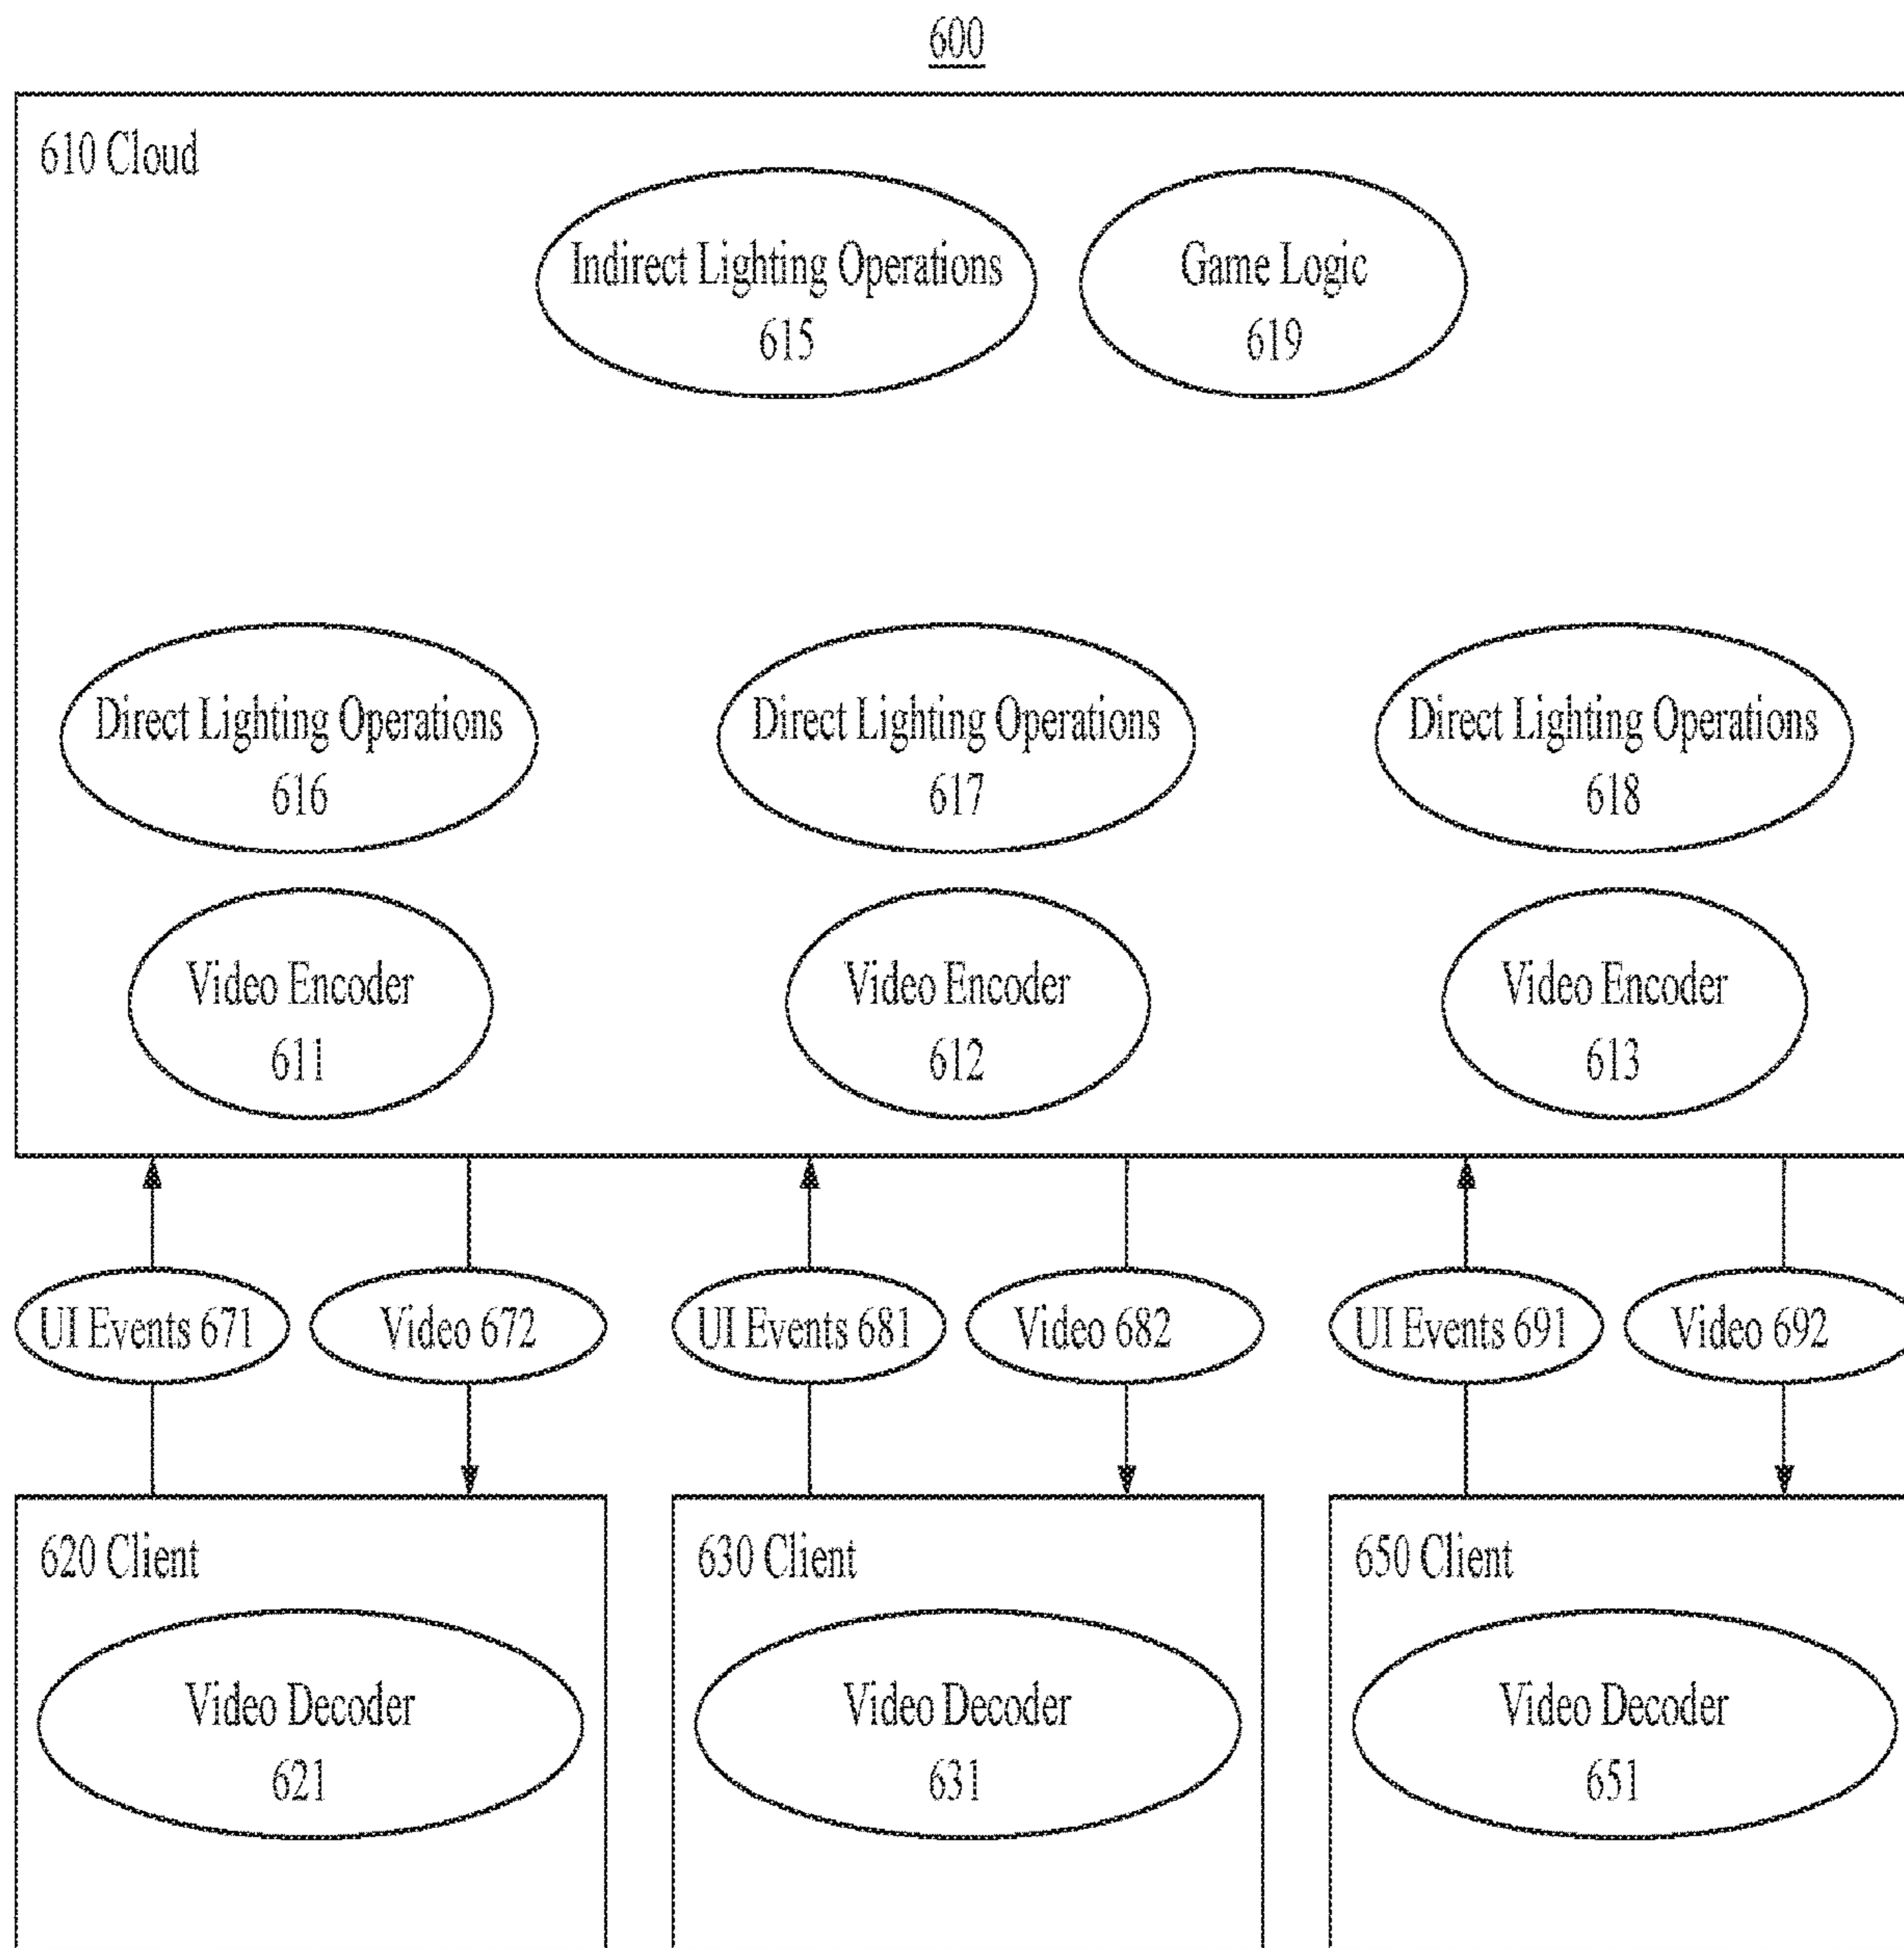 600
610 Cloud
Indirect Lighting Operations
615
Game Logic
619
Direct Lighting Operations
616
Direct Lighting Operations
617
Direct Lighting Operations
618
Video Encoder
611
Video Encoder
612
Video Encoder
613
UI Events 671
Video 672
UI Events 681
Video 682
UI Events 691
Video 692
620 Client
Video Decoder
621
630 Client
Video Decoder
631
650 Client
Video Decoder
651